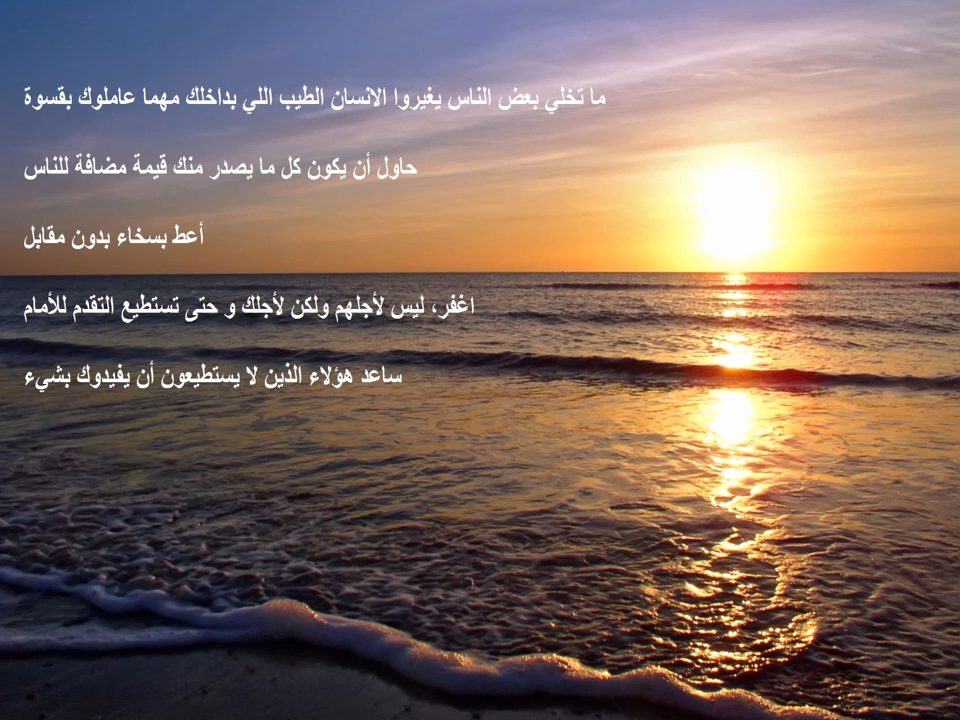 ما تخلي بعض الناس يغيروا الانسان الطيب اللي بداخلك مهما عاملوك بقسوة
حاول أن يكون كل ما يصدر منك قيمة مضافة للناس
أعط بسخاء بدون مقابل
اغفر، ليس لأجلهم ولكن لأجلك و حتى تستطيع التقدم للأمام
ساعد هؤلاء الذين لا يستطيعون أن يفيدوك بشيء